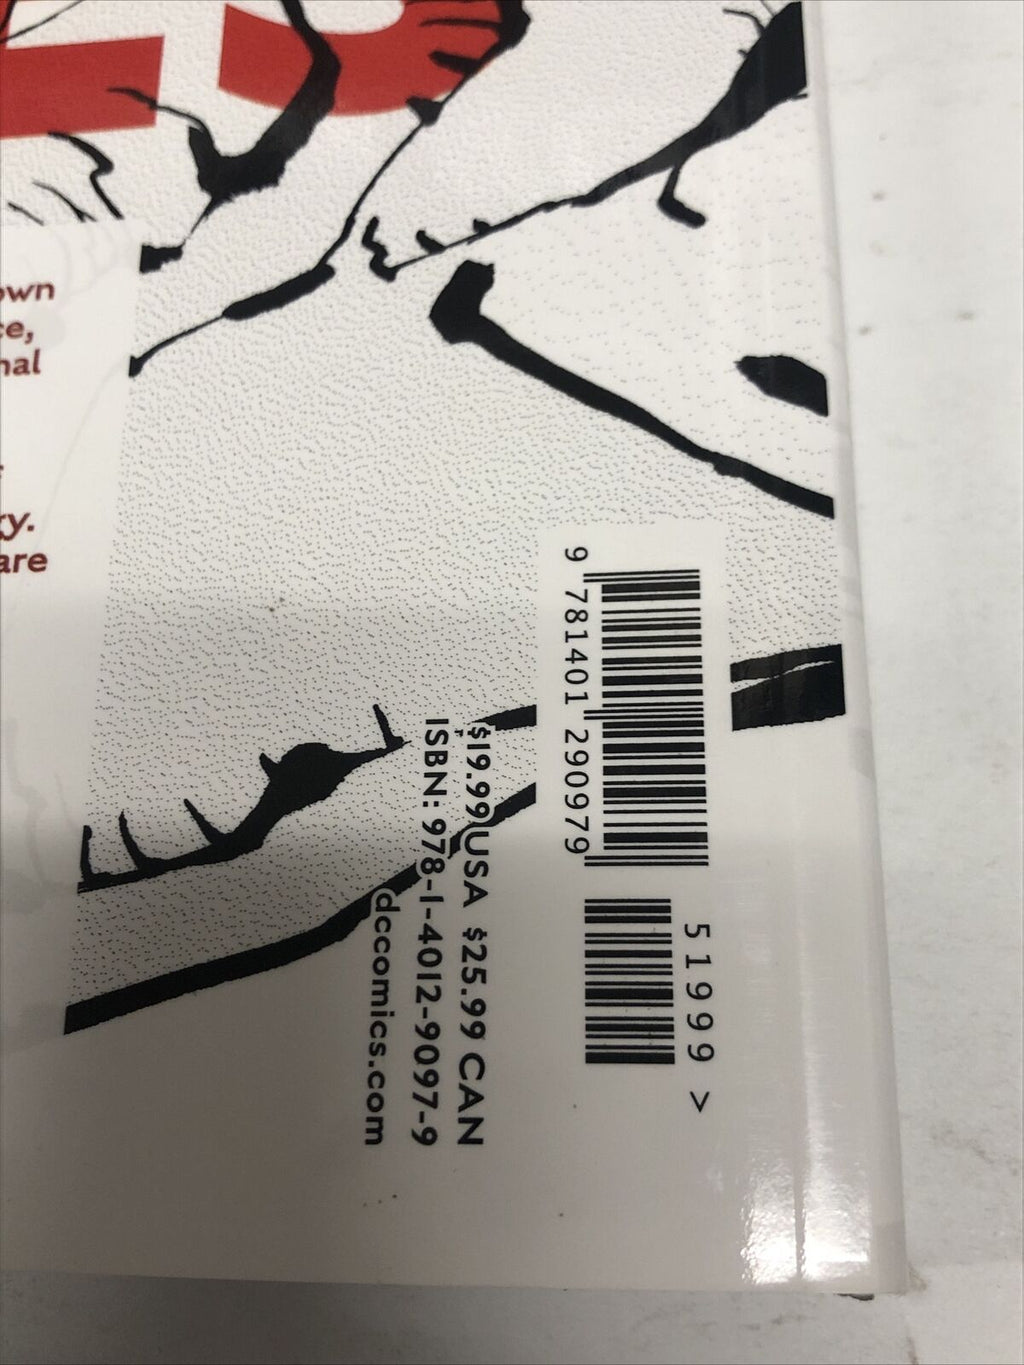 own
ce,
nal
ty.
are
9 781401 290979
51999 >
$19.99 USA $25.99 CAN
ISBN: 978-1-4012-9097-9
dccomics.com